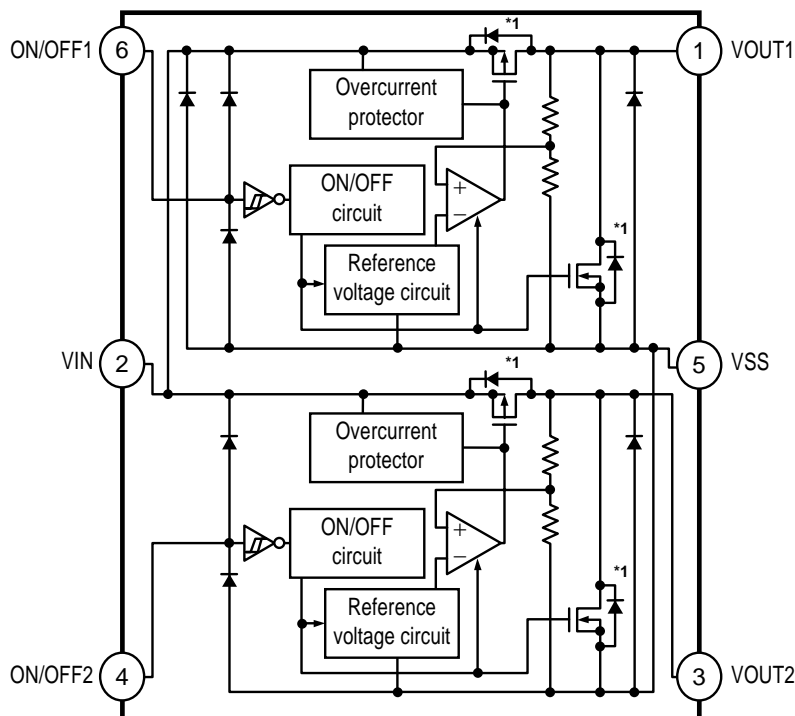 ON/OFF1
6
*1
1
VOUT1
Overcurrent
protector
ON/OFF
circuit
+
−
*1
Reference
voltage circuit
VIN
2
5
VSS
*1
Overcurrent
protector
ON/OFF
circuit
+
−
*1
Reference
voltage circuit
ON/OFF2
4
3
VOUT2